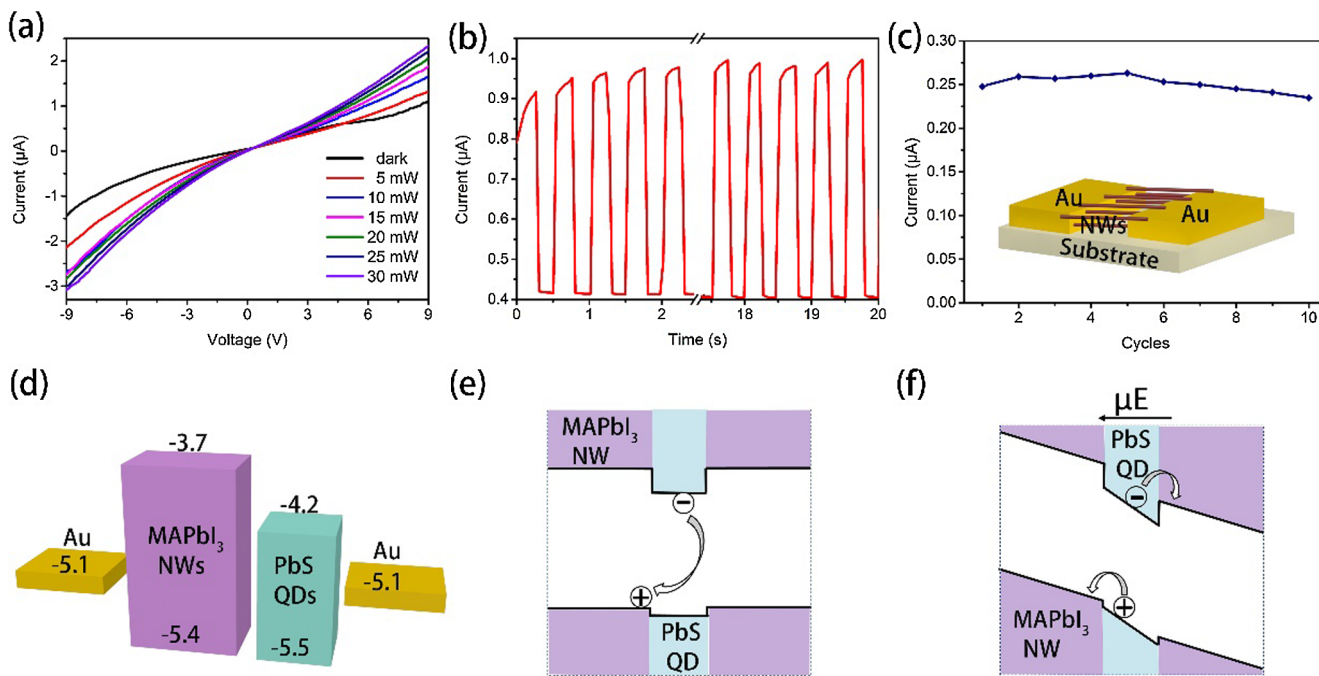 (a)
Current (μA)
2
1
0
-1
-2
-3
-9
-6
-3
0
3
6
9
Voltage (V)
dark
5 mW
10 mW
15 mW
20 mW
25 mW
30 mW
(b)
Current (μA)
1.0
0.9
0.8
0.7
0.6
0.5
0.4
0
1
2
18
19
20
Time (s)
(c)
Current (μA)
0.30
0.25
0.20
0.15
0.10
0.05
0.00
2
4
6
8
10
Cycles
Au
NWs
Au
Substrate
(d)
-3.7
-4.2
Au
-5.1
MAPbI₃
NWs
PbS
QDs
Au
-5.1
-5.4
-5.5
(e)
MAPbI₃
NW
−
+
PbS
QD
(f)
μE
PbS
QD
−
+
MAPbI₃
NW